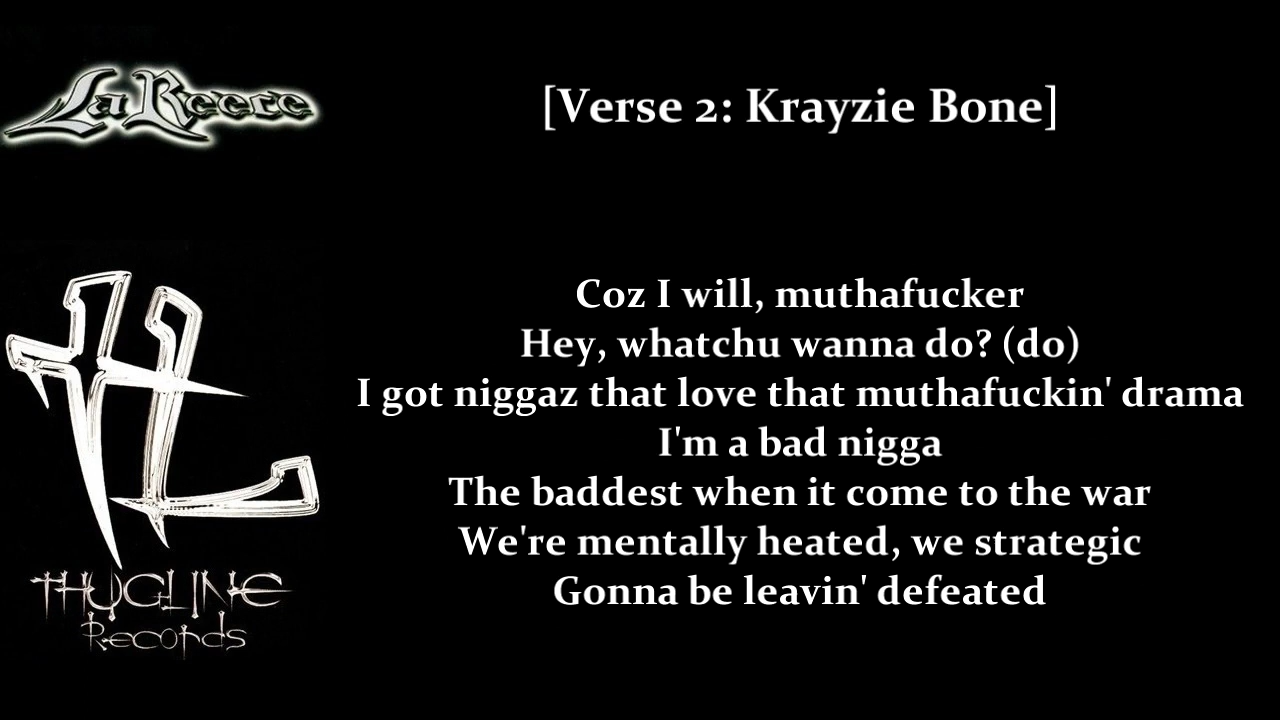 LaReece
[Verse 2: Krayzie Bone]
Coz I will, muthafucker
Hey, whatchu wanna do? (do)
I got niggaz that love that muthafuckin' drama
I'm a bad nigga
The baddest when it come to the war
We're mentally heated, we strategic
Gonna be leavin' defeated
TL
THUGLINE
Records